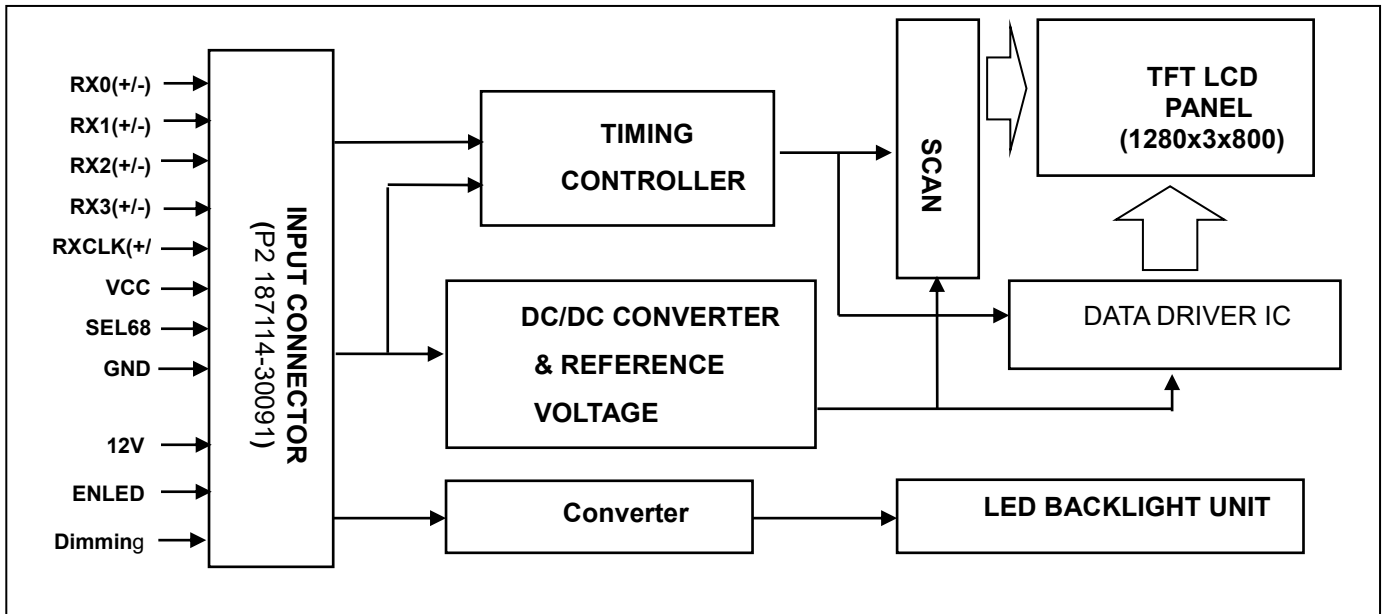 RX0(+/-)
RX1(+/-)
RX2(+/-)
RX3(+/-)
RXCLK(+/
VCC
SEL68
GND
12V
ENLED
Dimming
INPUT CONNECTOR
(P2 187114-30091)
TIMING
CONTROLLER
DC/DC CONVERTER
& REFERENCE
VOLTAGE
Converter
SCAN
TFT LCD
PANEL
(1280x3x800)
DATA DRIVER IC
LED BACKLIGHT UNIT